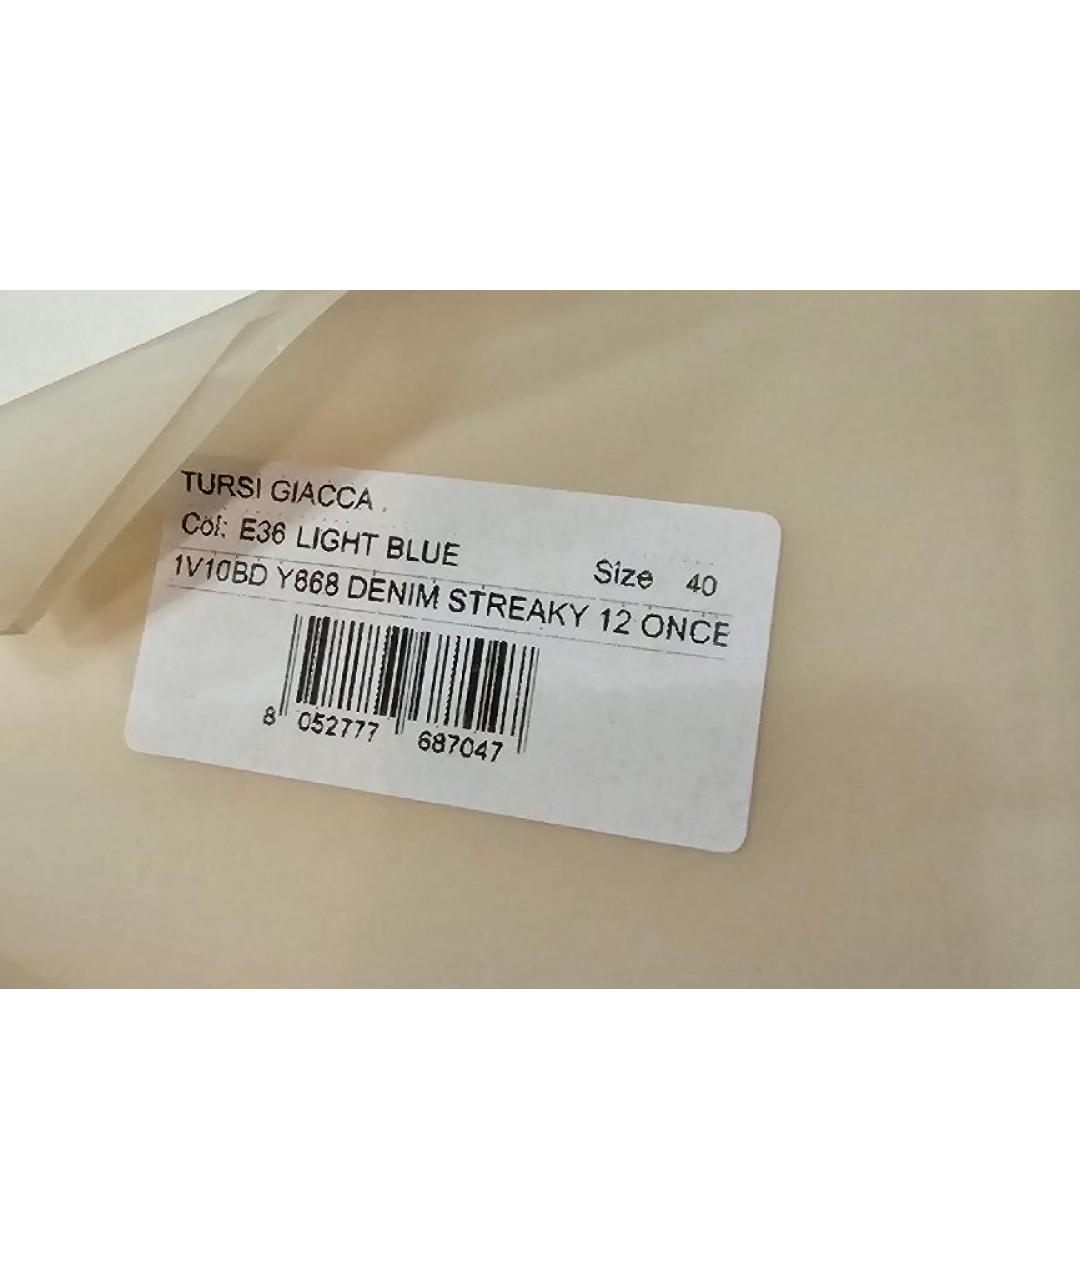 TURSI GIACCA
Col: E36 LIGHT BLUE
Size 40
1V10BD Y668 DENIM STREAKY 12 ONCE
8 052777 687047